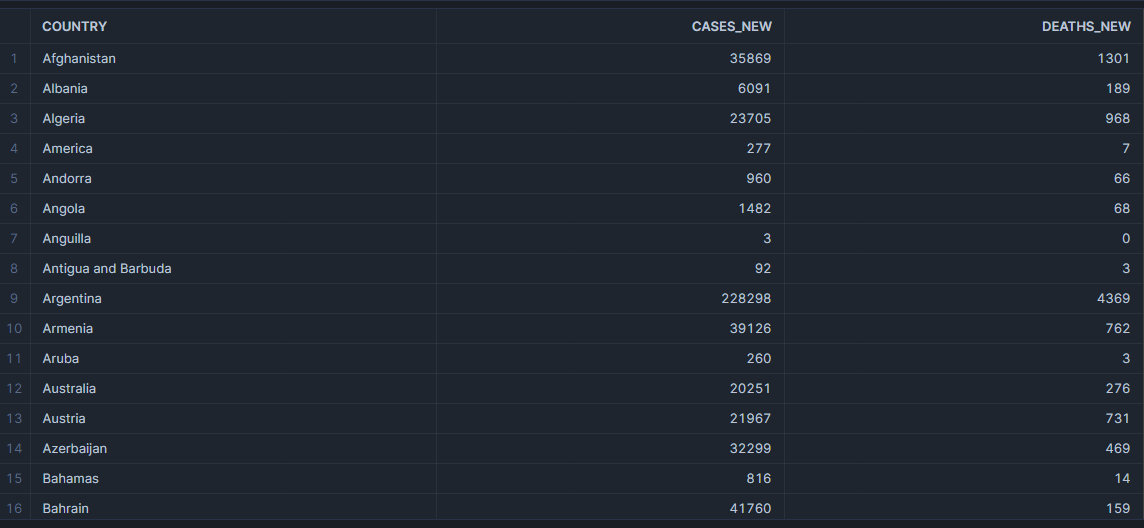 COUNTRY CASES_NEW DEATHS_NEW
1 Afghanistan 35869 1301
2 Albania 6091 189
3 Algeria 23705 968
4 America 277 7
5 Andorra 960 66
6 Angola 1482 68
7 Anguilla 3 0
8 Antigua and Barbuda 92 3
9 Argentina 228298 4369
10 Armenia 39126 762
11 Aruba 260 3
12 Australia 20251 276
13 Austria 21967 731
14 Azerbaijan 32299 469
15 Bahamas 816 14
16 Bahrain 41760 159